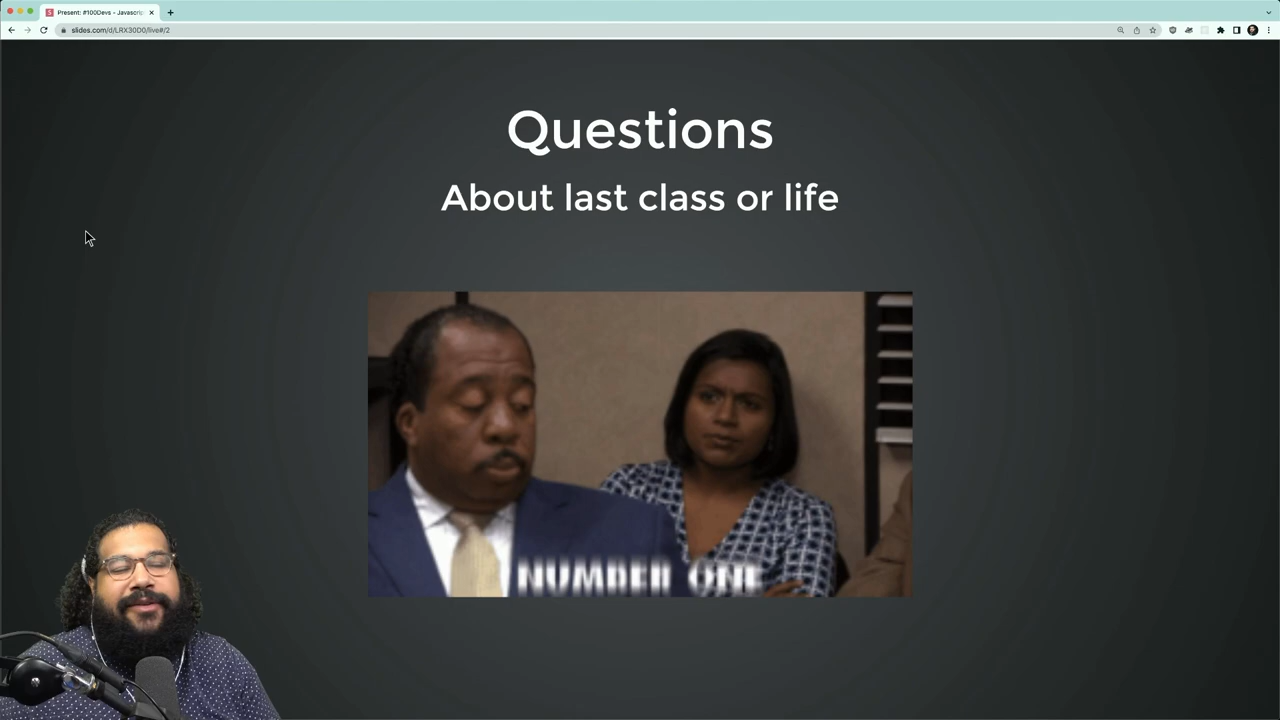 Present: #100Devs - Javascrip
slides.com/d/LRX30D0/live#/2
Questions
About last class or life
NUMBER ONE